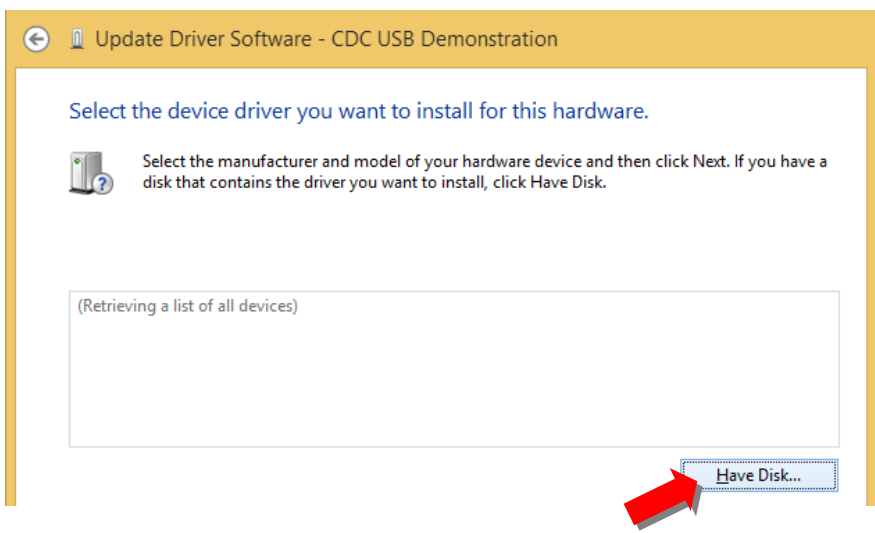 Update Driver Software - CDC USB Demonstration
Select the device driver you want to install for this hardware.
Select the manufacturer and model of your hardware device and then click Next. If you have a
disk that contains the driver you want to install, click Have Disk.
(Retrieving a list of all devices)
Have Disk...